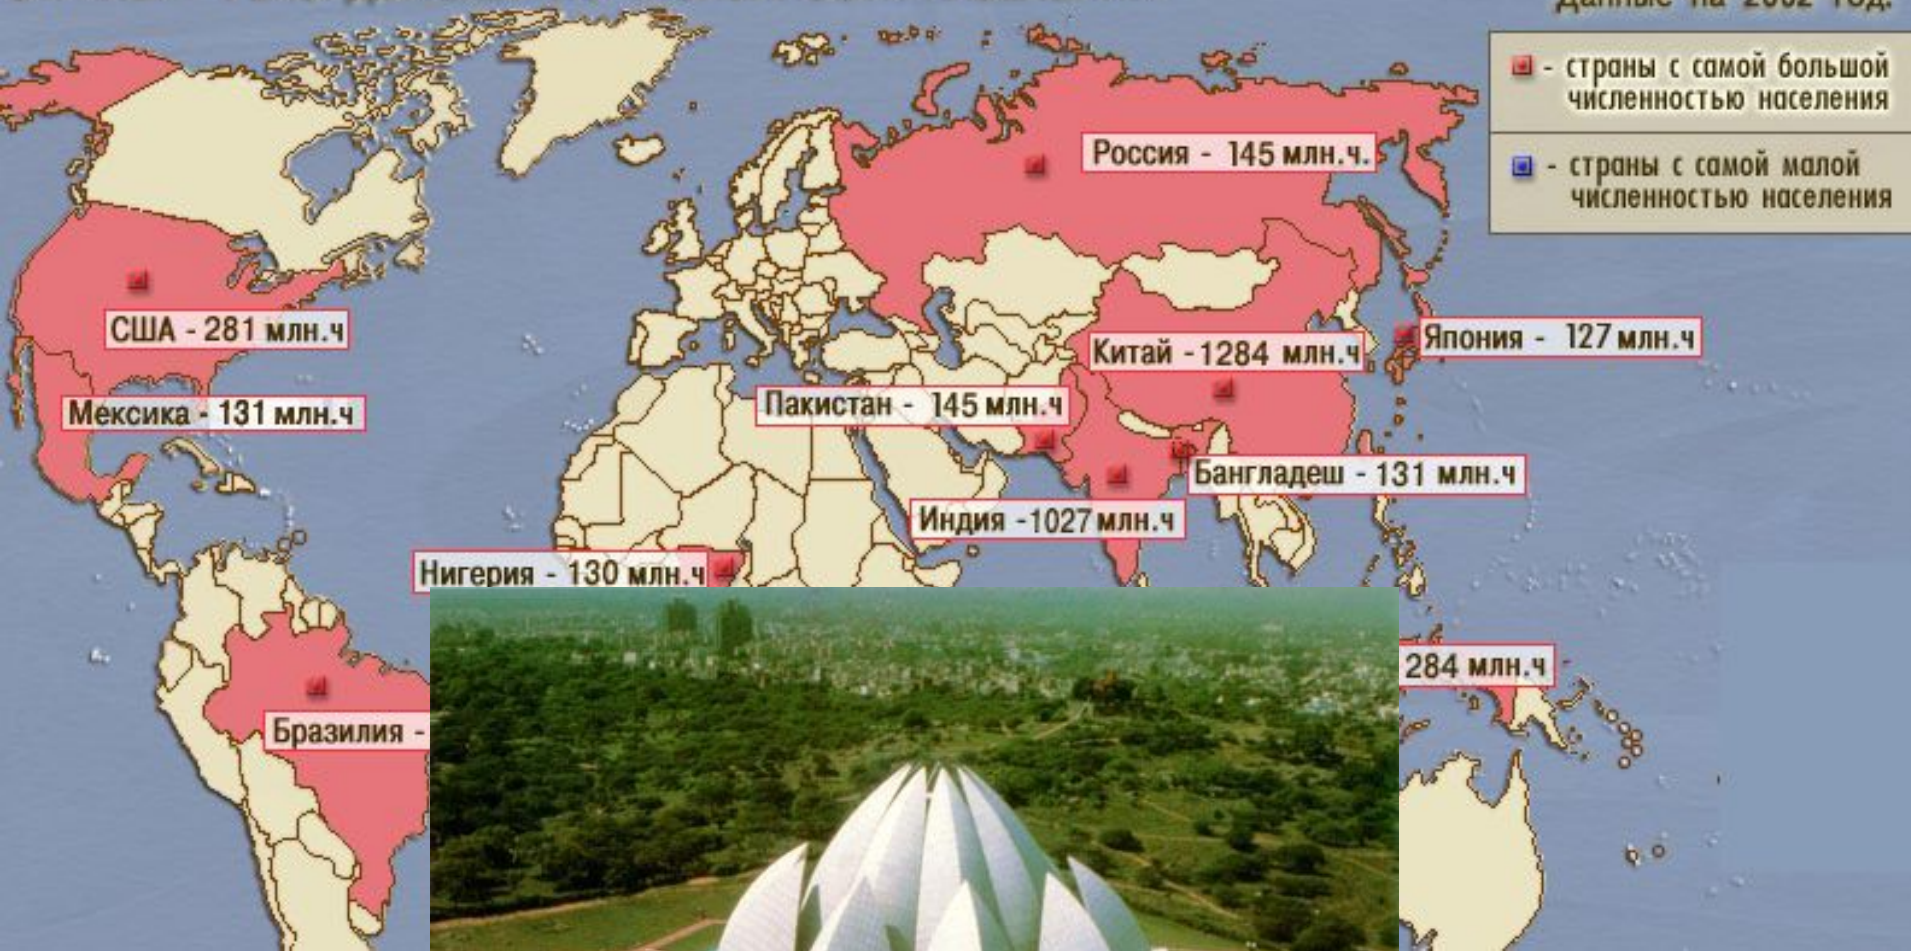 Данные на 2002 год.
- страны с самой большой
численностью населения
- страны с самой малой
численностью населения
Россия - 145 млн.ч.
США - 281 млн.ч
Япония - 127 млн.ч
Китай -1284 млн.ч
Мексика - 131 млн.ч
Пакистан - 145 млн.ч
Бангладеш - 131 млн.ч
Индия -1027 млн.ч
Нигерия - 130 млн.ч
284 млн.ч
Бразилия -